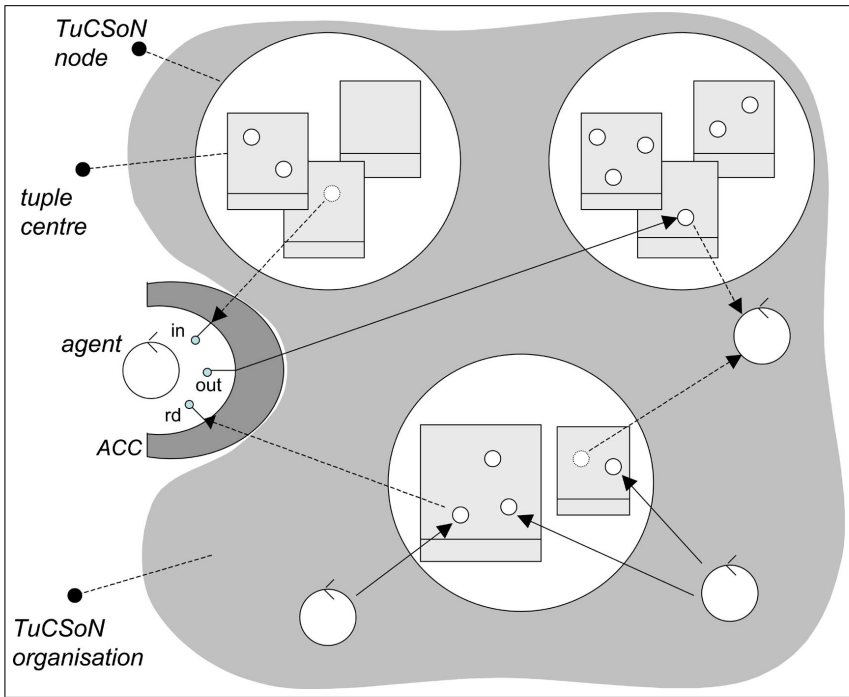 TuCSoN
node
tuple
centre
in
agent
out
rd
ACC
TuCSoN
organisation